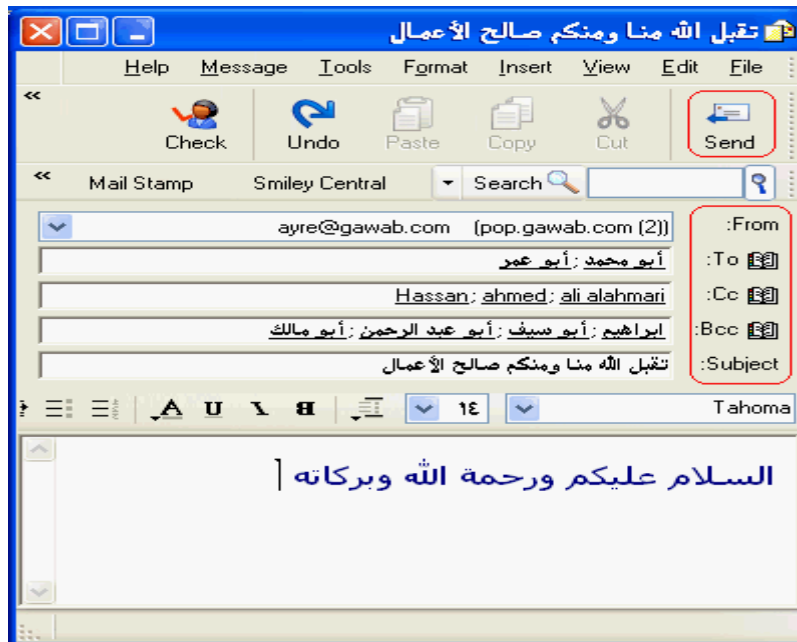 تقبل الله منا ومنكم صالح الأعمال
File Edit View Insert Format Tools Message Help
Send Cut Copy Paste Undo Check
Search Smiley Central Mail Stamp
From: ayre@gawab.com (pop.gawab.com (2))
To: أبو محمد ; أبو عمر
Cc: Hassan; ahmed; ali alahmari
Bcc: ابراهيم ; أبو سيف ; أبو عبد الرحمن ; أبو مالك
Subject: تقبل الله منا ومنكم صالح الأعمال
Tahoma ١٤ B I U A
السلام عليكم ورحمة الله وبركاته